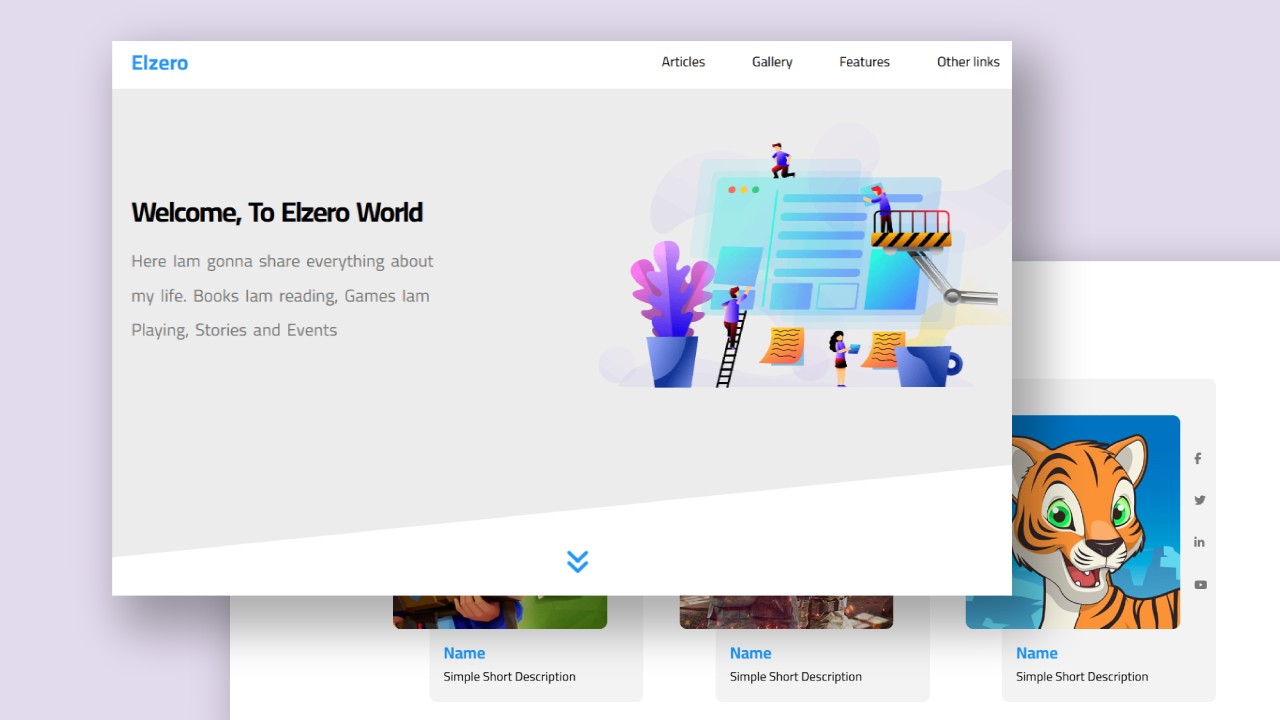 Elzero
Articles Gallery Features Other links
Welcome, To Elzero World
Here Iam gonna share everything about
my life. Books Iam reading, Games Iam
Playing, Stories and Events
Name
Simple Short Description
Name
Simple Short Description
Name
Simple Short Description